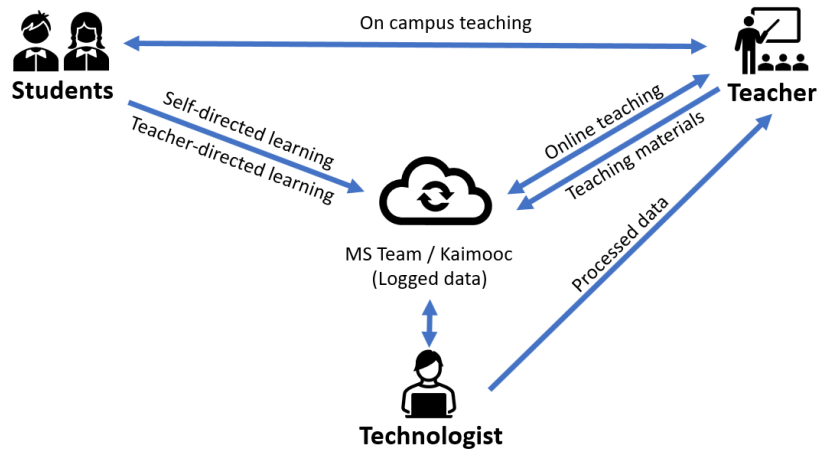 On campus teaching
Students
Teacher
Self-directed learning
Teacher-directed learning
Online teaching
Teaching materials
MS Team / Kaimooc
(Logged data)
Processed data
Technologist